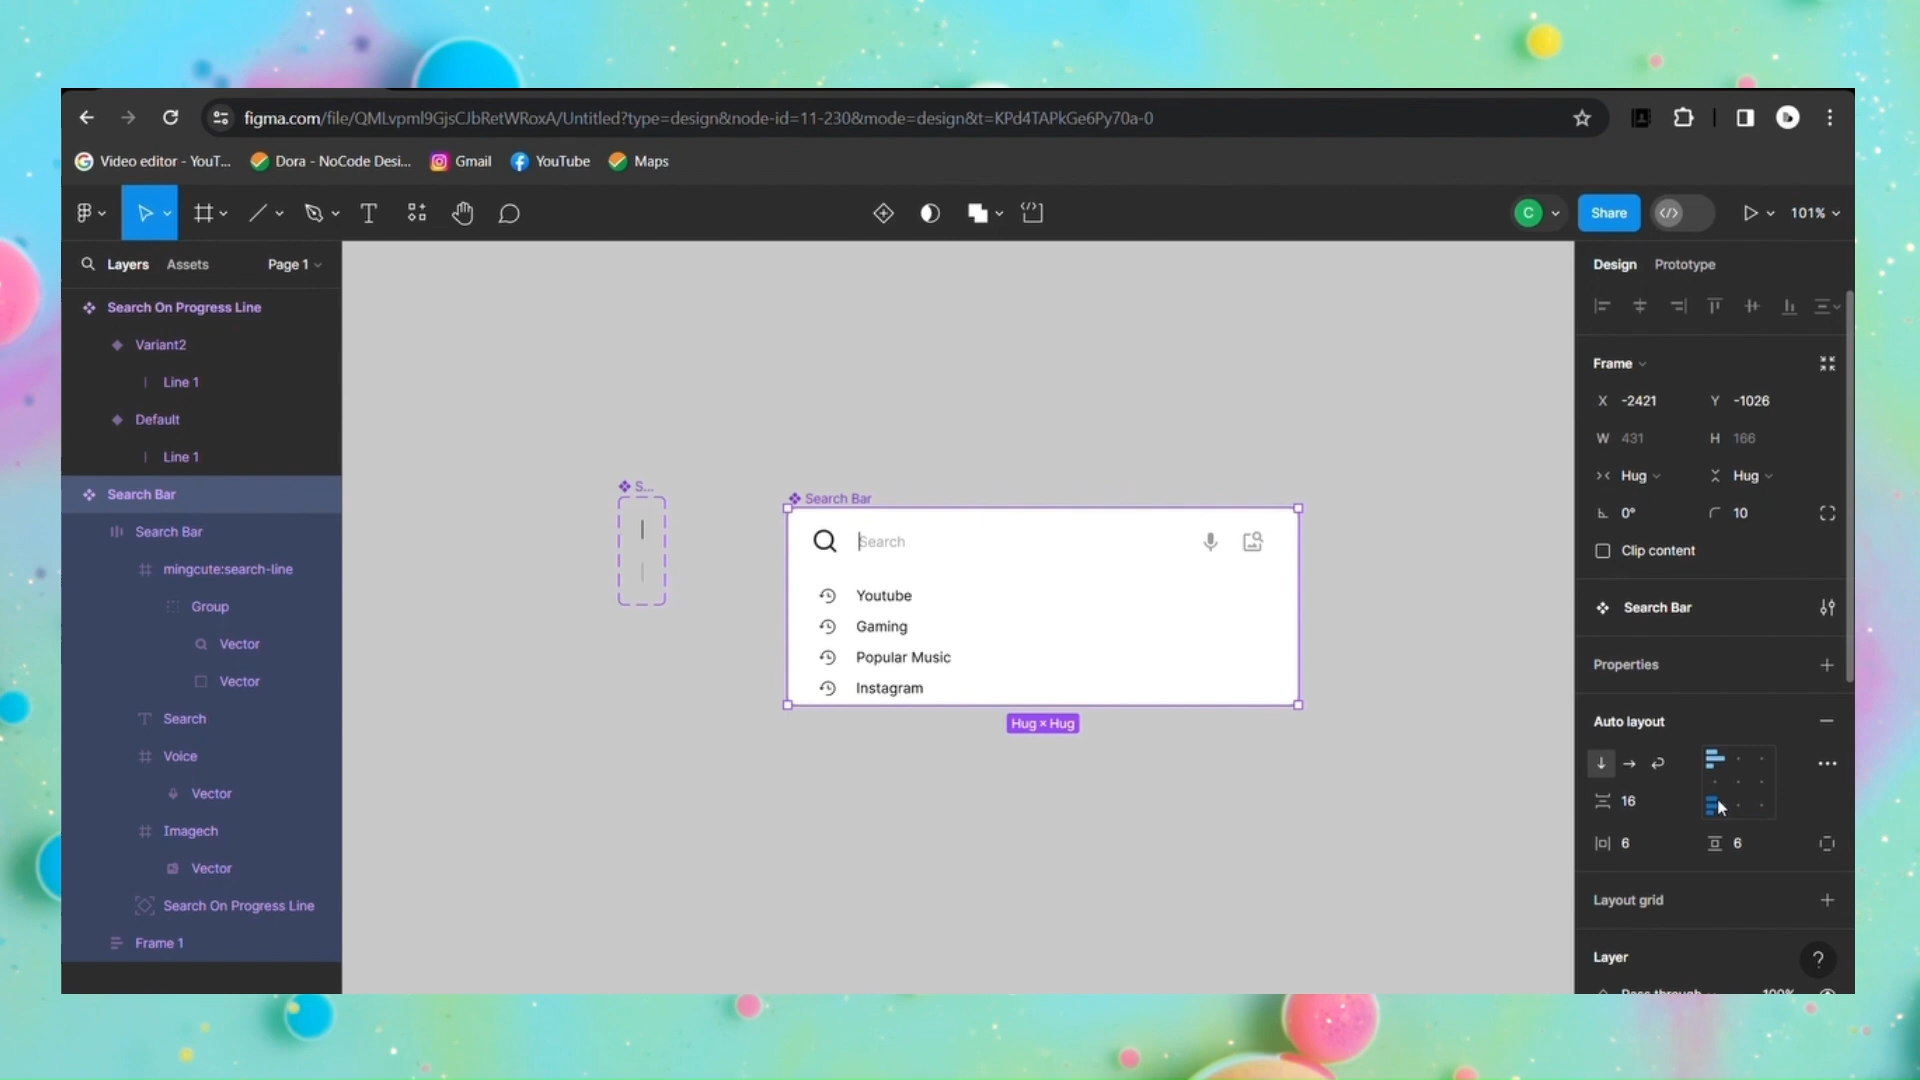 figma.com/file/QMLvpml9GjsCJbRetWRoxA/Untitled?type=design&node-id=11-230&mode=design&t=KPd4TAPkGe6Py70a-0
Video editor - YouT... Dora - NoCode Desi... Gmail YouTube Maps
C Share 101%
Layers Assets Page 1
Search On Progress Line
Variant2
Line 1
Default
Line 1
Search Bar
Search Bar
mingcute:search-line
Group
Vector
Vector
Search
Voice
Vector
Imagech
Vector
Search On Progress Line
Frame 1
S...
Search Bar
Search
Youtube
Gaming
Popular Music
Instagram
Hug × Hug
Design Prototype
Frame
X -2421 Y -1026
W 431 H 166
Hug Hug
0° 10
Clip content
Search Bar
Properties
Auto layout
16
6 6
Layout grid
Layer
?
Pass through 100%